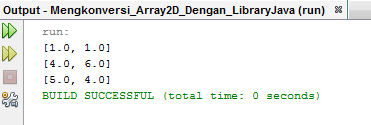 Output - Mengkonversi_Array2D_Dengan_LibraryJava (run)
run:
[1.0, 1.0]
[4.0, 6.0]
[5.0, 4.0]
BUILD SUCCESSFUL (total time: 0 seconds)